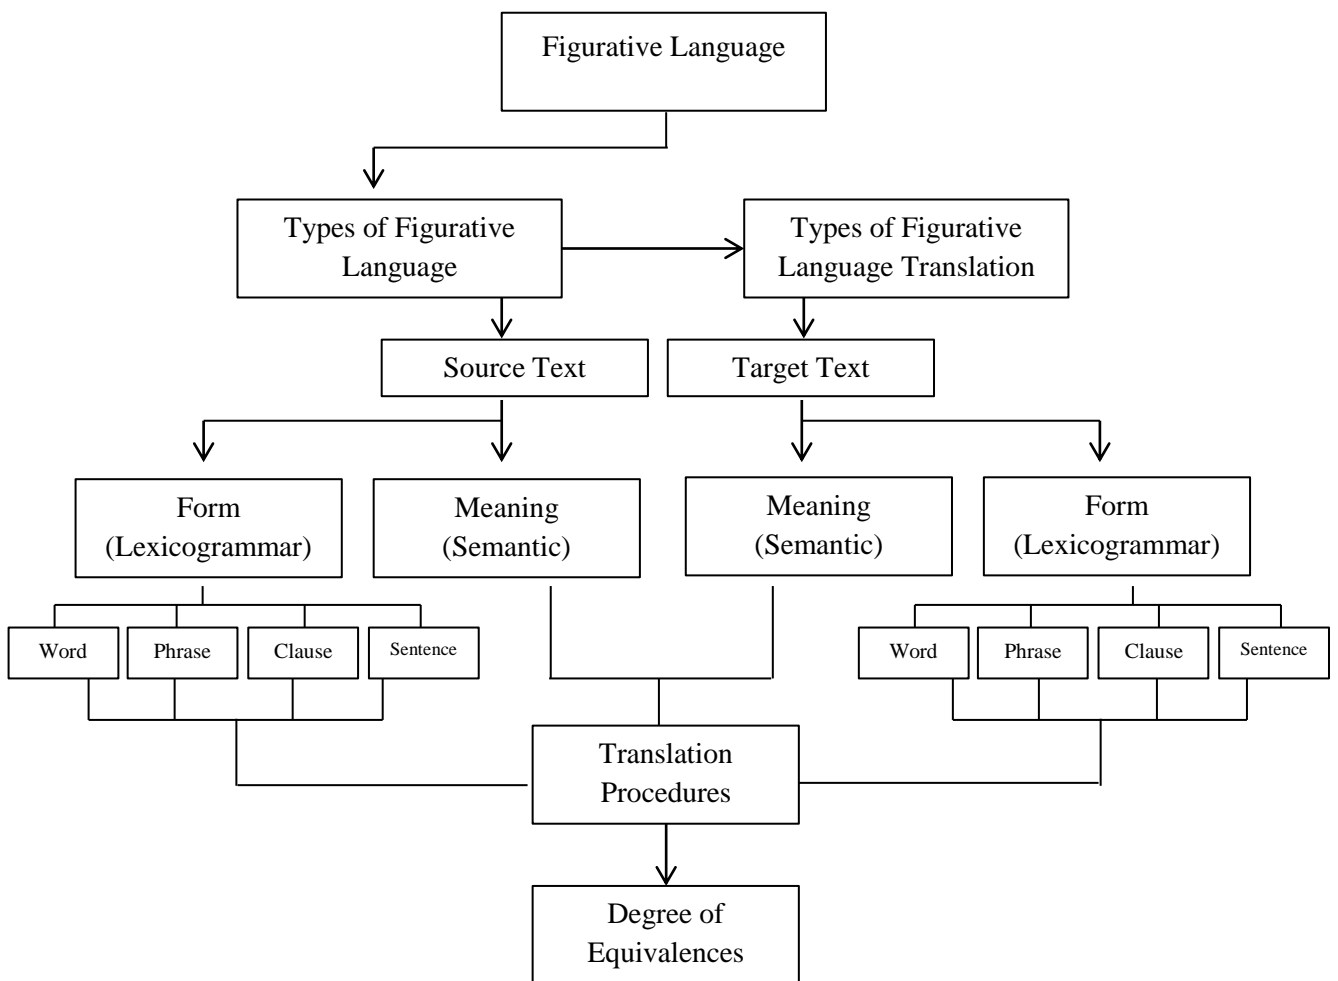 Figurative Language
Types of Figurative
Language
Types of Figurative
Language Translation
Source Text
Target Text
Form
(Lexicogrammar)
Meaning
(Semantic)
Meaning
(Semantic)
Form
(Lexicogrammar)
Word
Phrase
Clause
Sentence
Word
Phrase
Clause
Sentence
Translation
Procedures
Degree of
Equivalences